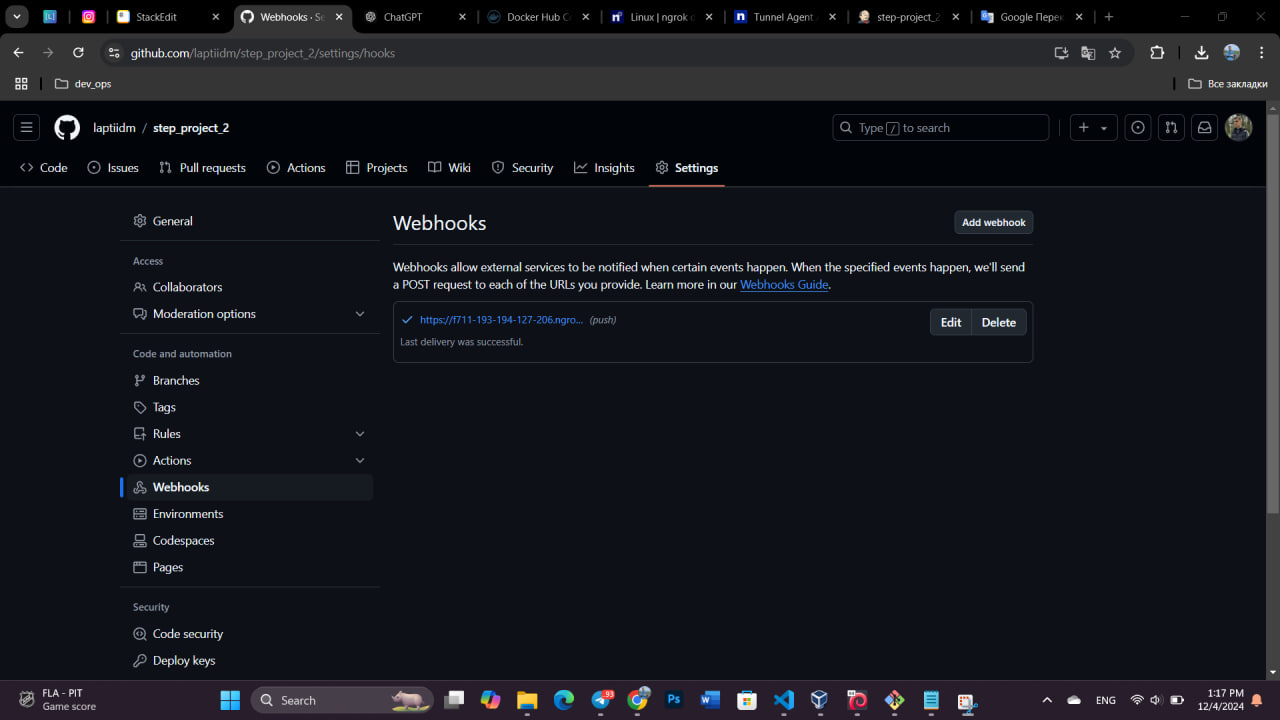 StackEdit
Webhooks · Se
ChatGPT
Docker Hub C
Linux | ngrok d
Tunnel Agent
step-project_2
Google Перек
github.com/laptiidm/step_project_2/settings/hooks
dev_ops
Все закладки
laptiidm / step_project_2
Type / to search
Code
Issues
Pull requests
Actions
Projects
Wiki
Security
Insights
Settings
General
Access
Collaborators
Moderation options
Code and automation
Branches
Tags
Rules
Actions
Webhooks
Environments
Codespaces
Pages
Security
Code security
Deploy keys
Webhooks
Add webhook
Webhooks allow external services to be notified when certain events happen. When the specified events happen, we'll send
a POST request to each of the URLs you provide. Learn more in our Webhooks Guide.
https://f711-193-194-127-206.ngro... (push)
Edit
Delete
Last delivery was successful.
FLA - PIT
Game score
Search
93
ENG
1:17 PM
12/4/2024